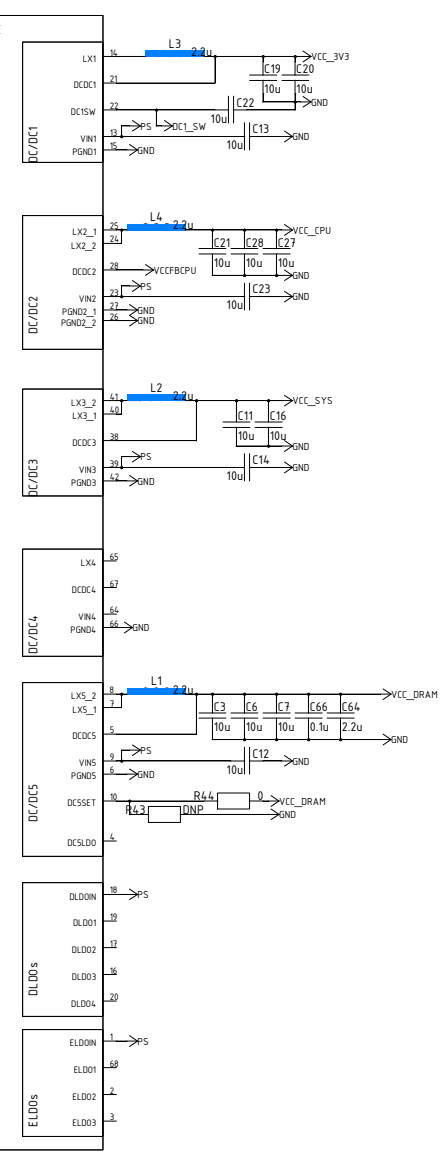 L3
LX1 14 2.2u VCC_3V3
C19 C20
DCDC1 21 10u 10u
GND
DC1SW 22 C22
10u
PS DC1_SW
VIN1 13 C13 GND
10u
PGND1 15 GND
DC/DC1
L4
LX2_1 25 2.2u VCC_CPU
LX2_2 24 C21 C28 C27
10u 10u 10u
DCDC2 28 VCCFBCPU GND
PS
VIN2 23 C23 GND
10u
PGND2_1 27 GND
PGND2_2 26 GND
DC/DC2
L2
LX3_2 41 2.2u VCC_SYS
LX3_1 40 C11 C16
10u 10u
DCDC3 38 GND
PS
VIN3 39 C14 GND
10u
PGND3 42 GND
DC/DC3
LX4 65
DCDC4 67
VIN4 64
PGND4 66 GND
DC/DC4
L1
LX5_2 8 2.2u VCC_DRAM
LX5_1 7 C3 C6 C7 C66 C64
10u 10u 10u 0.1u 2.2u
DCDC5 5 GND
PS
VIN5 9 C12 GND
10u
PGND5 6 GND
DC5SET 10 R44 0 VCC_DRAM
R43 DNP GND
DC5LDO 4
DC/DC5
DLDOIN 18 PS
DLDO1 19
DLDO2 17
DLDO3 16
DLDO4 20
DLDOs
ELDOIN 1 PS
ELDO1 68
ELDO2 2
ELDO3 3
ELDOs